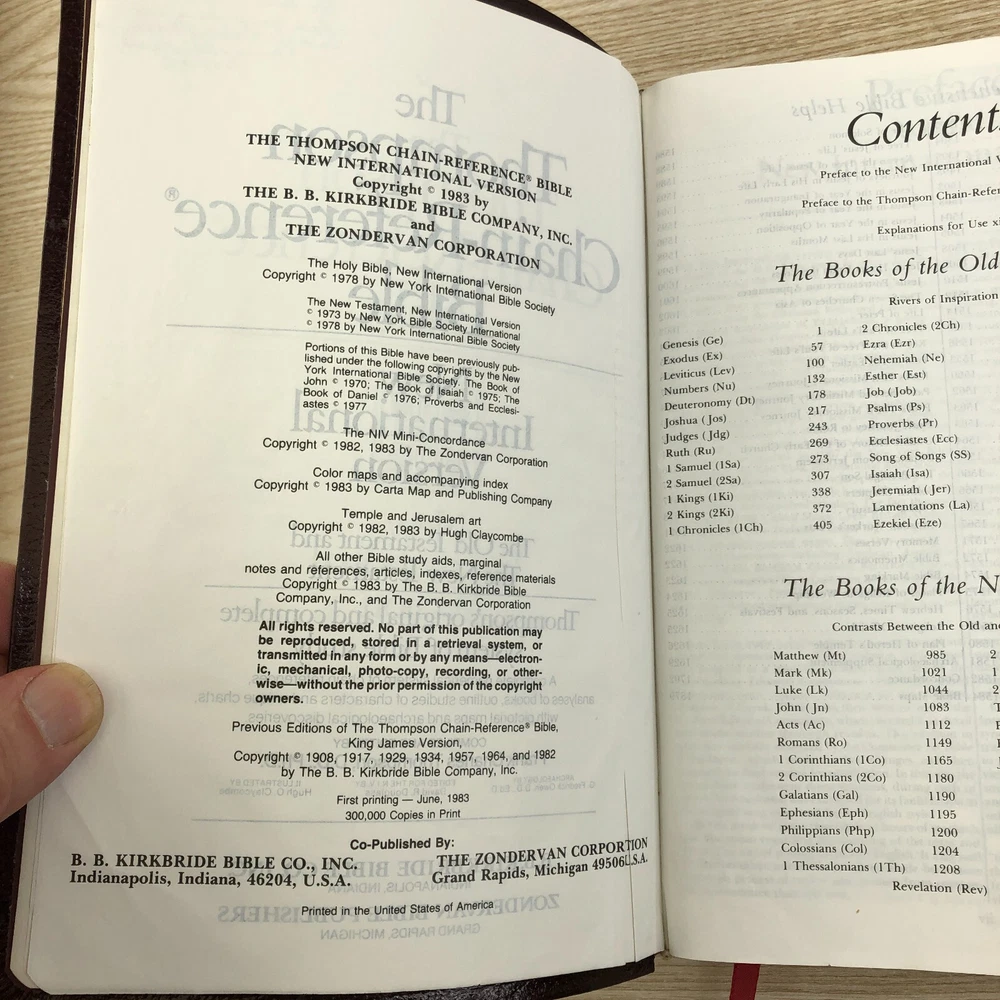 THE THOMPSON CHAIN-REFERENCE® BIBLE
NEW INTERNATIONAL VERSION
Copyright © 1983 by
THE B. B. KIRKBRIDE BIBLE COMPANY, INC.
and
THE ZONDERVAN CORPORATION
The Holy Bible, New International Version
Copyright © 1978 by New York International Bible Society
The New Testament, New International Version
© 1973 by New York Bible Society International
© 1978 by New York International Bible Society
Portions of this Bible have been previously pub-
lished under the following copyrights by the New
York International Bible Society. The Book of
John © 1970; The Book of Isaiah © 1975; The
Book of Daniel © 1976; Proverbs and Ecclesi-
astes © 1977
The NIV Mini-Concordance
Copyright © 1982, 1983 by The Zondervan Corporation
Color maps and accompanying index
Copyright © 1983 by Carta Map and Publishing Company
Temple and Jerusalem art
Copyright © 1982, 1983 by Hugh Claycombe
All other Bible study aids, marginal
notes and references, articles, indexes, reference materials
Copyright © 1983 by The B. B. Kirkbride Bible
Company, Inc., and The Zondervan Corporation
All rights reserved. No part of this publication may
be reproduced, stored in a retrieval system, or
transmitted in any form or by any means—electron-
ic, mechanical, photo-copy, recording, or other-
wise—without the prior permission of the copyright
owners.
Previous Editions of The Thompson Chain-Reference® Bible,
King James Version,
Copyright © 1908, 1917, 1929, 1934, 1957, 1964, and 1982
by The B. B. Kirkbride Bible Company, Inc.
First printing — June, 1983
300,000 Copies in Print
Co-Published By:
B. B. KIRKBRIDE BIBLE CO., INC. THE ZONDERVAN CORPORTION
Indianapolis, Indiana, 46204, U.S.A. Grand Rapids, Michigan 49506U.S.A.
Printed in the United States of America
Content
Preface to the New International
Preface to the Thompson Chain-Refer
Explanations for Use xi
The Books of the Old
Rivers of Inspiration
Genesis (Ge) 1 2 Chronicles (2Ch)
Exodus (Ex) 57 Ezra (Ezr)
Leviticus (Lev) 100 Nehemiah (Ne)
Numbers (Nu) 132 Esther (Est)
Deuteronomy (Dt) 178 Job (Job)
Joshua (Jos) 217 Psalms (Ps)
Judges (Jdg) 243 Proverbs (Pr)
Ruth (Ru) 269 Ecclesiastes (Ecc)
1 Samuel (1Sa) 273 Song of Songs (SS)
2 Samuel (2Sa) 307 Isaiah (Isa)
1 Kings (1Ki) 338 Jeremiah (Jer)
2 Kings (2Ki) 372 Lamentations (La)
1 Chronicles (1Ch) 405 Ezekiel (Eze)
The Books of the N
Contrasts Between the Old an
Matthew (Mt) 985 2
Mark (Mk) 1021 1
Luke (Lk) 1044 2
John (Jn) 1083 T
Acts (Ac) 1112 P
Romans (Ro) 1149
1 Corinthians (1Co) 1165
2 Corinthians (2Co) 1180
Galatians (Gal) 1190
Ephesians (Eph) 1195
Philippians (Php) 1200
Colossians (Col) 1204
1 Thessalonians (1Th) 1208
Revelation (Rev)